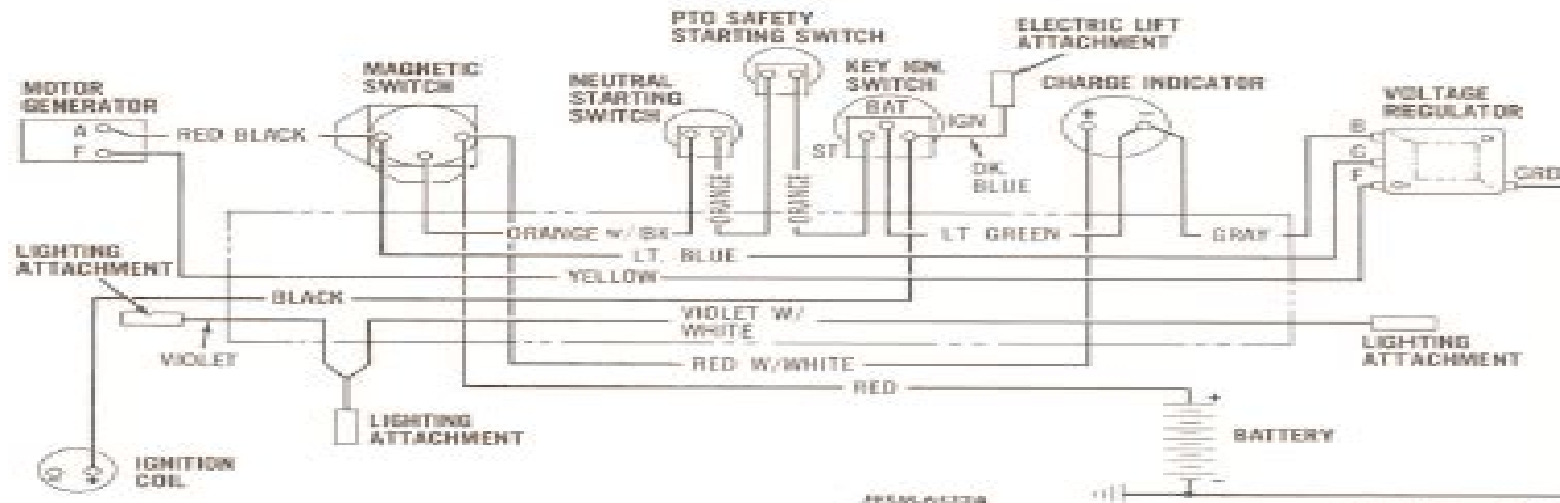 PTO SAFETY
STARTING SWITCH
ELECTRIC LIFT
ATTACHMENT
MOTOR
GENERATOR
MAGNETIC
SWITCH
NEUTRAL
STARTING
SWITCH
KEY IGN.
SWITCH
CHARGE INDICATOR
VOLTAGE
REGULATOR
A
F
RED BLACK
BAT
IGN
ST
+
-
B
F
GRD
DK.
BLUE
ORANGE
ORANGE
ORANGE W/ BK
LT GREEN
GRAY
LIGHTING
ATTACHMENT
LT. BLUE
YELLOW
BLACK
VIOLET W/
WHITE
VIOLET
LIGHTING
ATTACHMENT
RED W/WHITE
RED
LIGHTING
ATTACHMENT
+
BATTERY
-
IGNITION
COIL
+